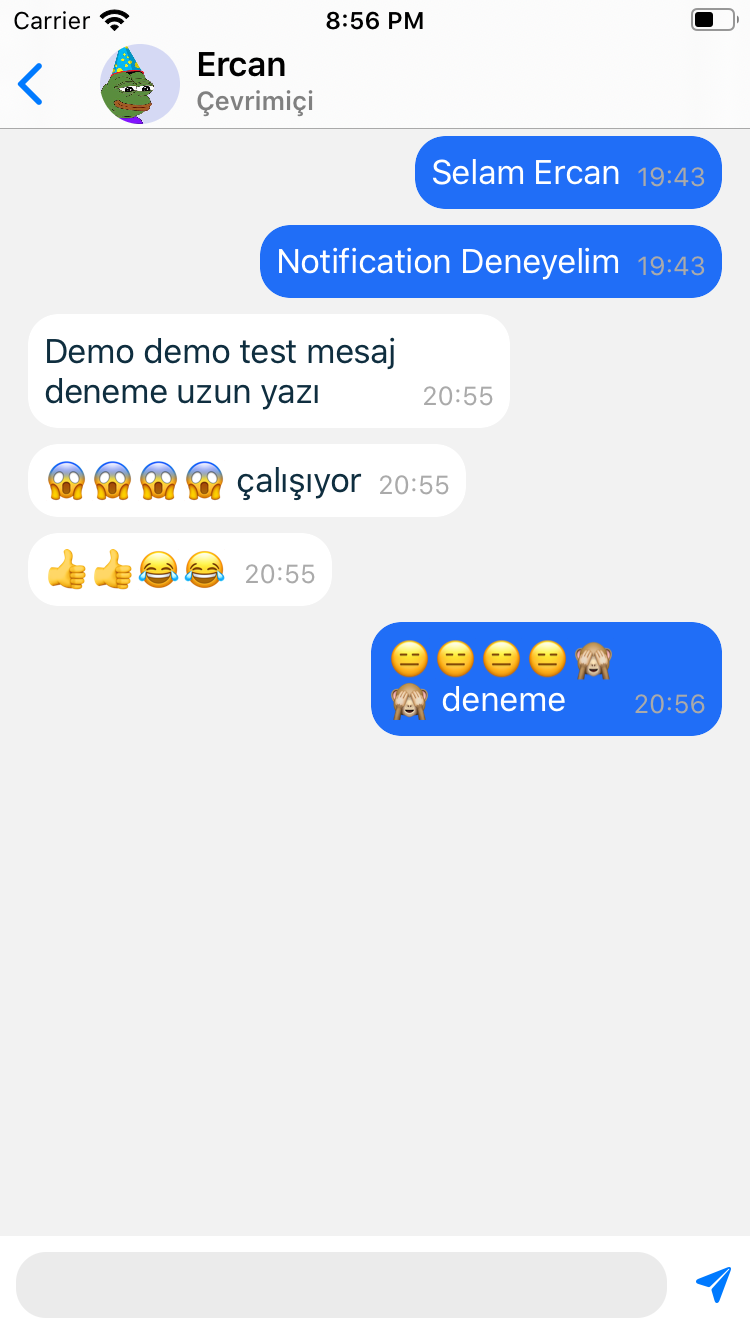 Carrier 8:56 PM
Ercan
Çevrimiçi
Selam Ercan 19:43
Notification Deneyelim 19:43
Demo demo test mesaj
deneme uzun yazı 20:55
😱😱😱😱 çalışıyor 20:55
👍👍😂😂 20:55
😑😑😑😑🙈
🙈 deneme 20:56